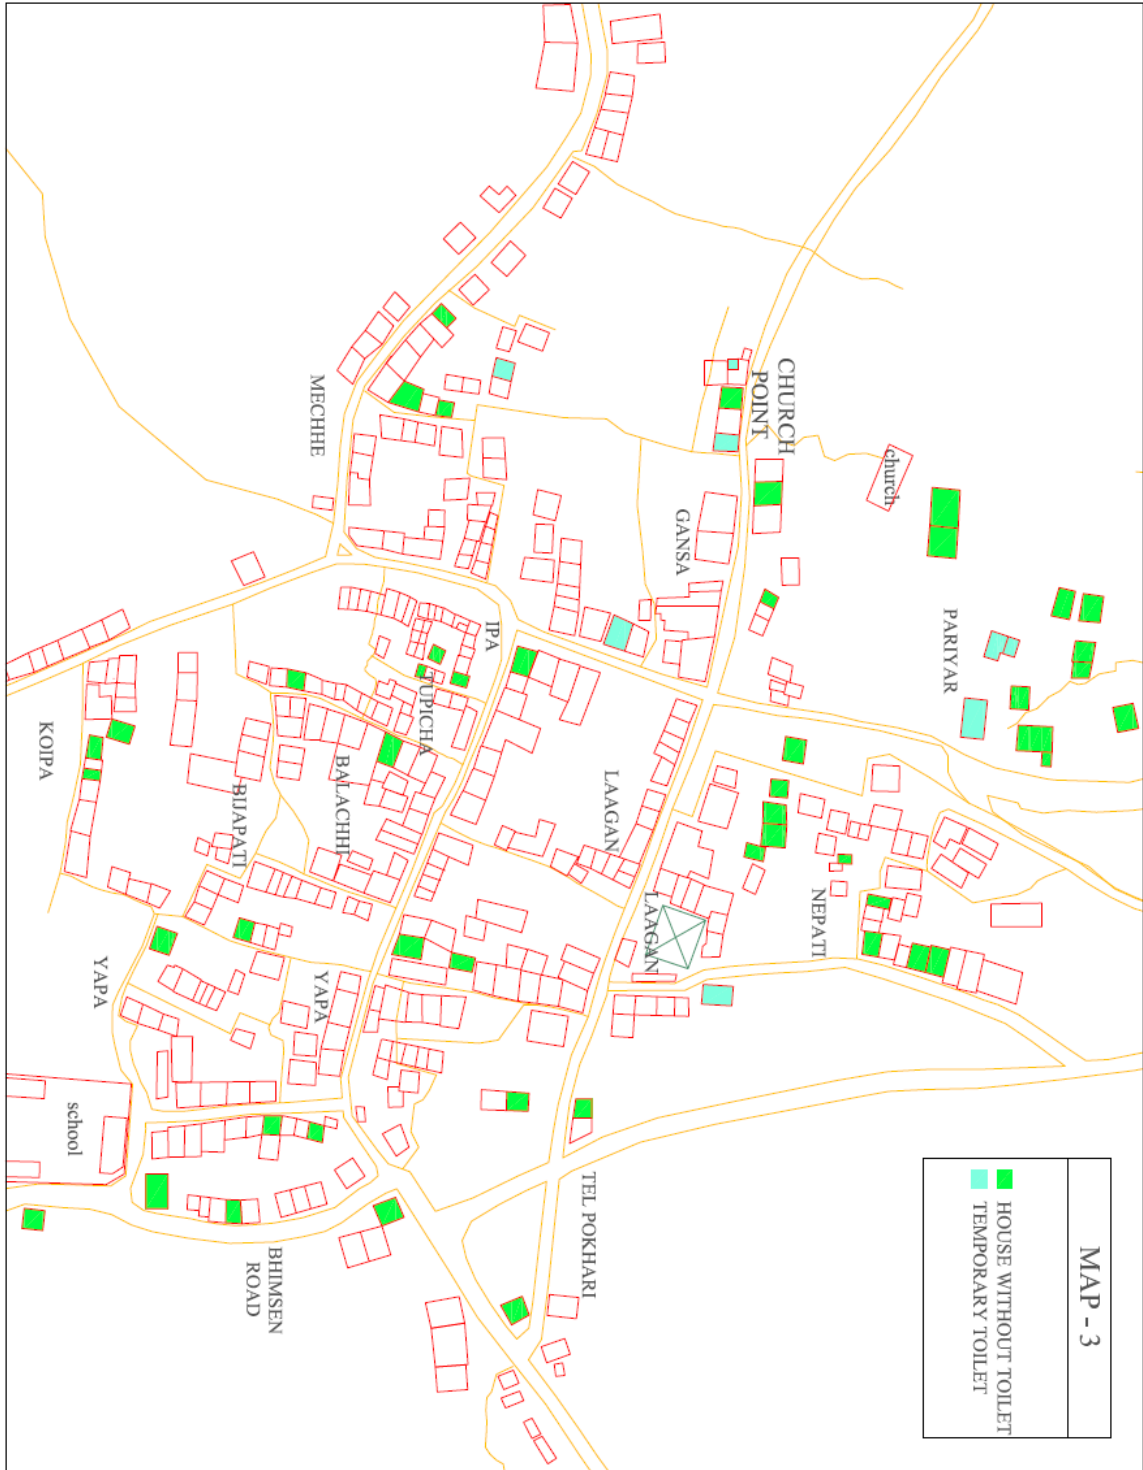 MAP - 3
HOUSE WITHOUT TOILET
TEMPORARY TOILET
CHURCH
POINT
church
MECHHE
GANSA
PARIYAR
IPA
TUPICHA
KOIPA
BIJAPATI
BALACHHI
LAAGAN
LAAGAN
NEPATI
YAPA
YAPA
school
TEL POKHARI
BHIMSEN
ROAD